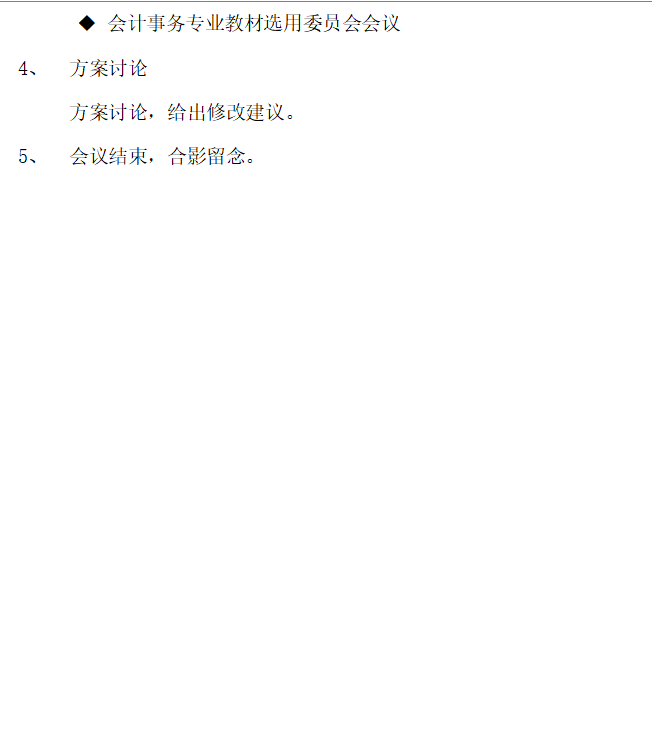 ◆ 会计事务专业教材选用委员会会议
4、 方案讨论
方案讨论，给出修改建议。
5、 会议结束，合影留念。